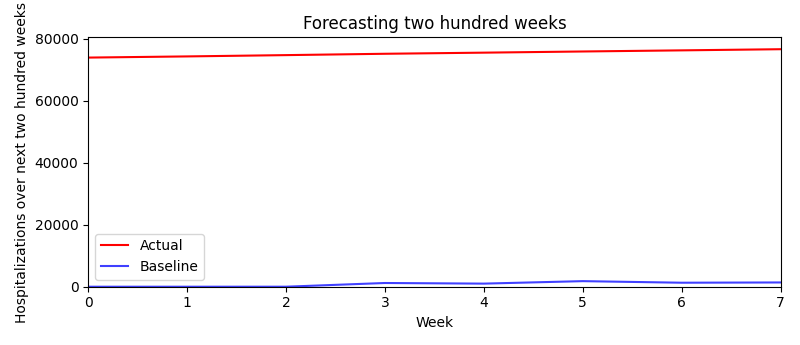 Forecasting two hundred weeks
Hospitalizations over next two hundred weeks
80000
60000
40000
20000
0
Actual
Baseline
0 1 2 3 4 5 6 7
Week